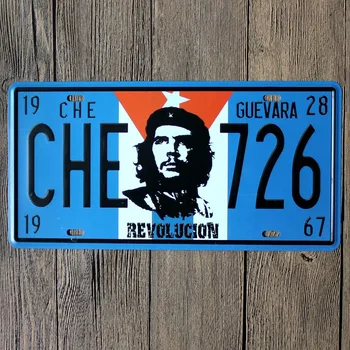 19 CHE GUEVARA 28
CHE 726
19 REVOLUCION 67